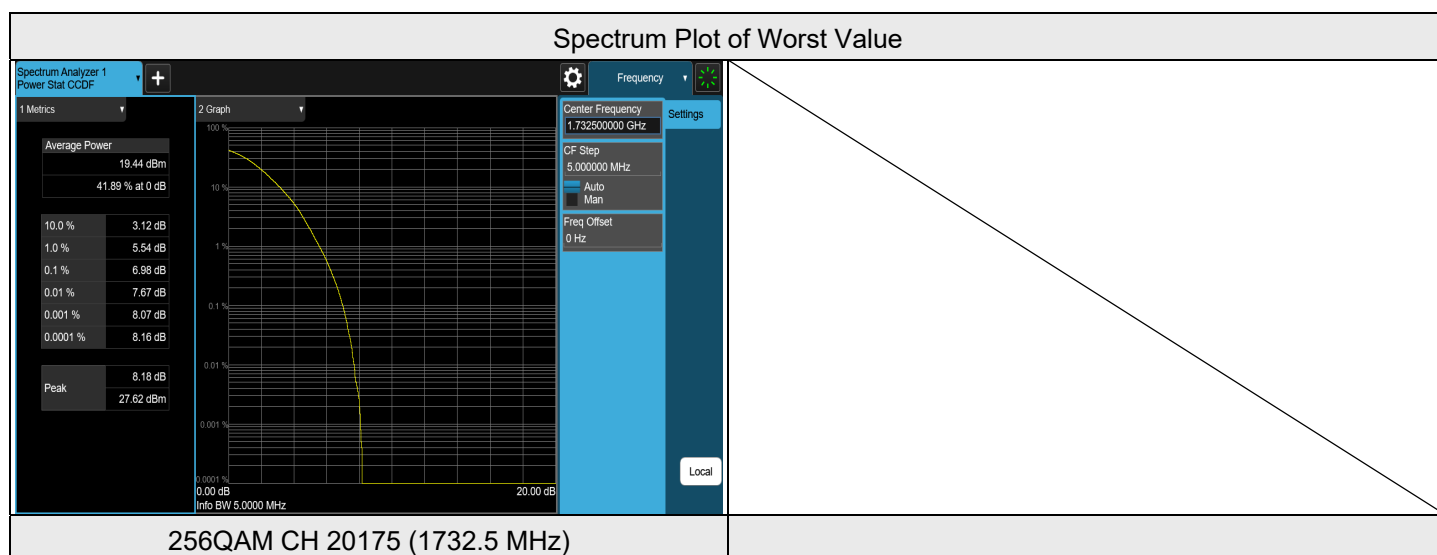 Spectrum Plot of Worst Value
Spectrum Analyzer 1
Power Stat CCDF
+
Frequency
1 Metrics
Average Power
19.44 dBm
41.89 % at 0 dB
10.0 % 3.12 dB
1.0 % 5.54 dB
0.1 % 6.98 dB
0.01 % 7.67 dB
0.001 % 8.07 dB
0.0001 % 8.16 dB
Peak
8.18 dB
27.62 dBm
2 Graph
100 %
10 %
1 %
0.1 %
0.01 %
0.001 %
0.0001 %
0.00 dB 20.00 dB
Info BW 5.0000 MHz
Center Frequency
1.732500000 GHz
CF Step
5.000000 MHz
Auto
Man
Freq Offset
0 Hz
Settings
Local
256QAM CH 20175 (1732.5 MHz)